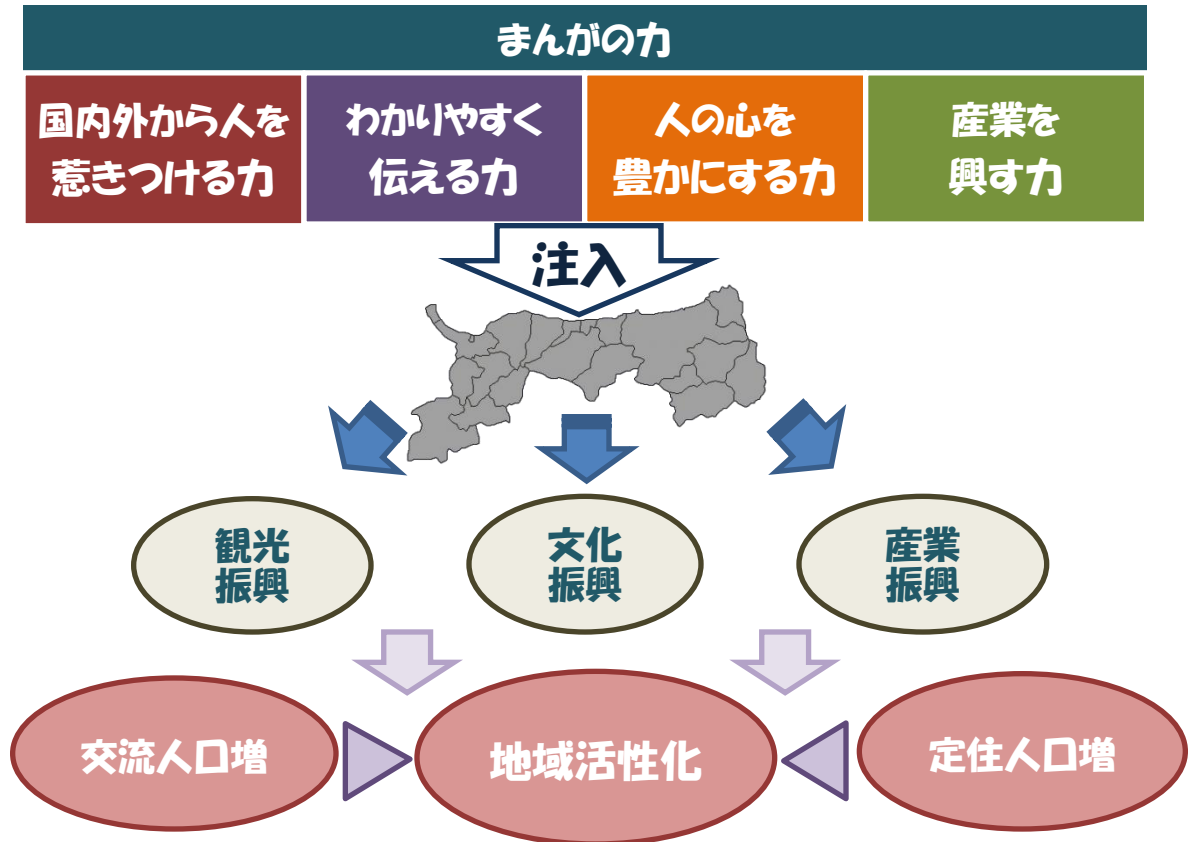 まんがの力
国内外から人を
惹きつける力
わかりやすく
伝える力
人の心を
豊かにする力
産業を
興す力
注入
観光
振興
文化
振興
産業
振興
交流人口増
地域活性化
定住人口増